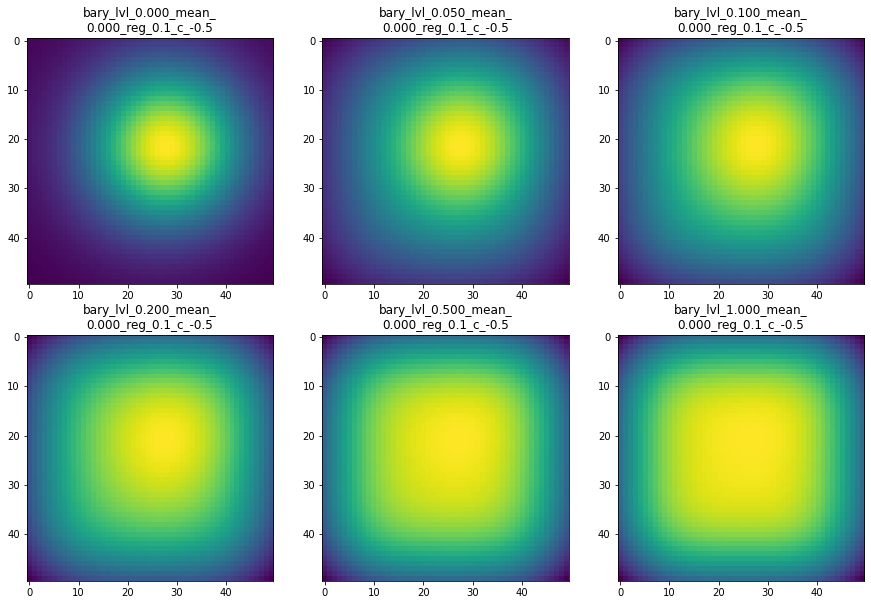 bary_lvl_0.000_mean_
0.000_reg_0.1_c_-0.5
0
10
20
30
40
0 10 20 30 40
bary_lvl_0.050_mean_
0.000_reg_0.1_c_-0.5
0
10
20
30
40
0 10 20 30 40
bary_lvl_0.100_mean_
0.000_reg_0.1_c_-0.5
0
10
20
30
40
0 10 20 30 40
bary_lvl_0.200_mean_
0.000_reg_0.1_c_-0.5
0
10
20
30
40
0 10 20 30 40
bary_lvl_0.500_mean_
0.000_reg_0.1_c_-0.5
0
10
20
30
40
0 10 20 30 40
bary_lvl_1.000_mean_
0.000_reg_0.1_c_-0.5
0
10
20
30
40
0 10 20 30 40